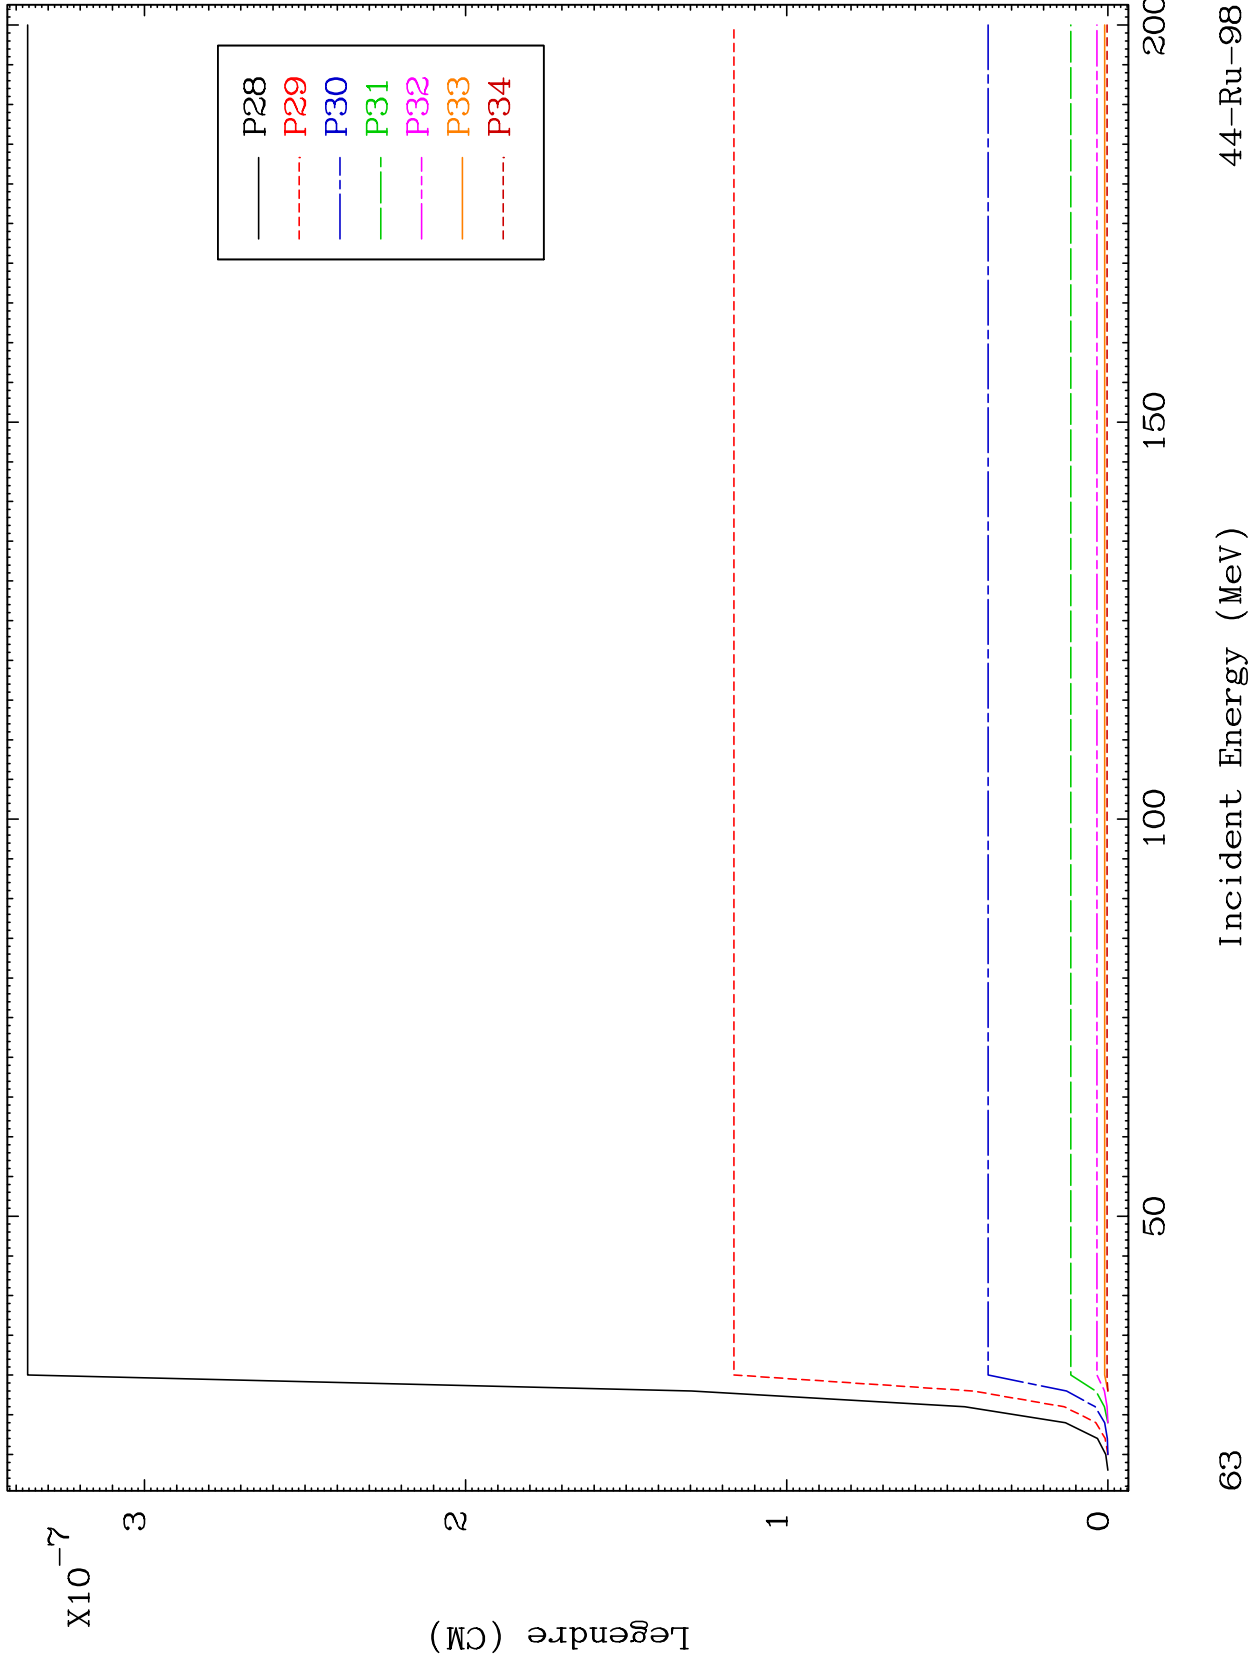 X10-7
Legendre (CM)
3
2
1
0
P28
P29
P30
P31
P32
P33
P34
50
100
150
200
63
Incident Energy (MeV)
44-Ru-98